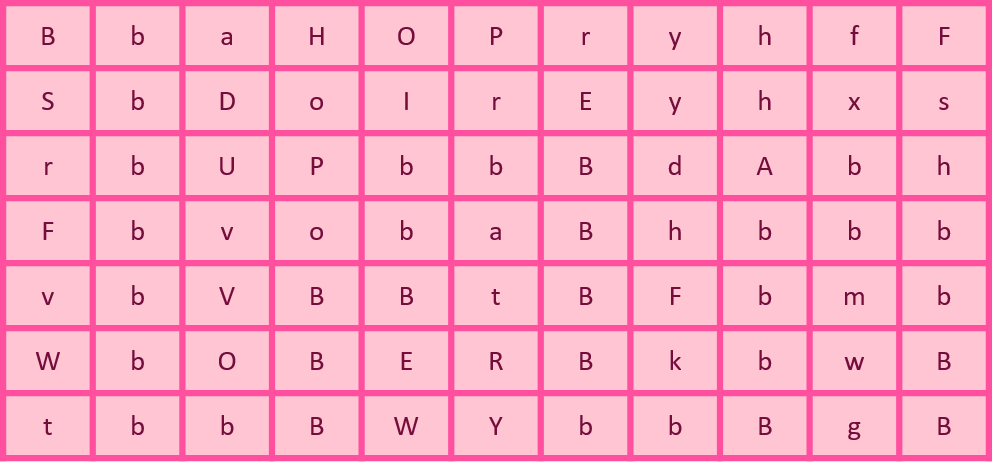 B b a H O P r y h f F
S b D o I r E y h x s
r b U P b b B d A b h
F b v o b a B h b b b
v b V B B t B F b m b
W b O B E R B k b w B
t b b B W Y b b B g B